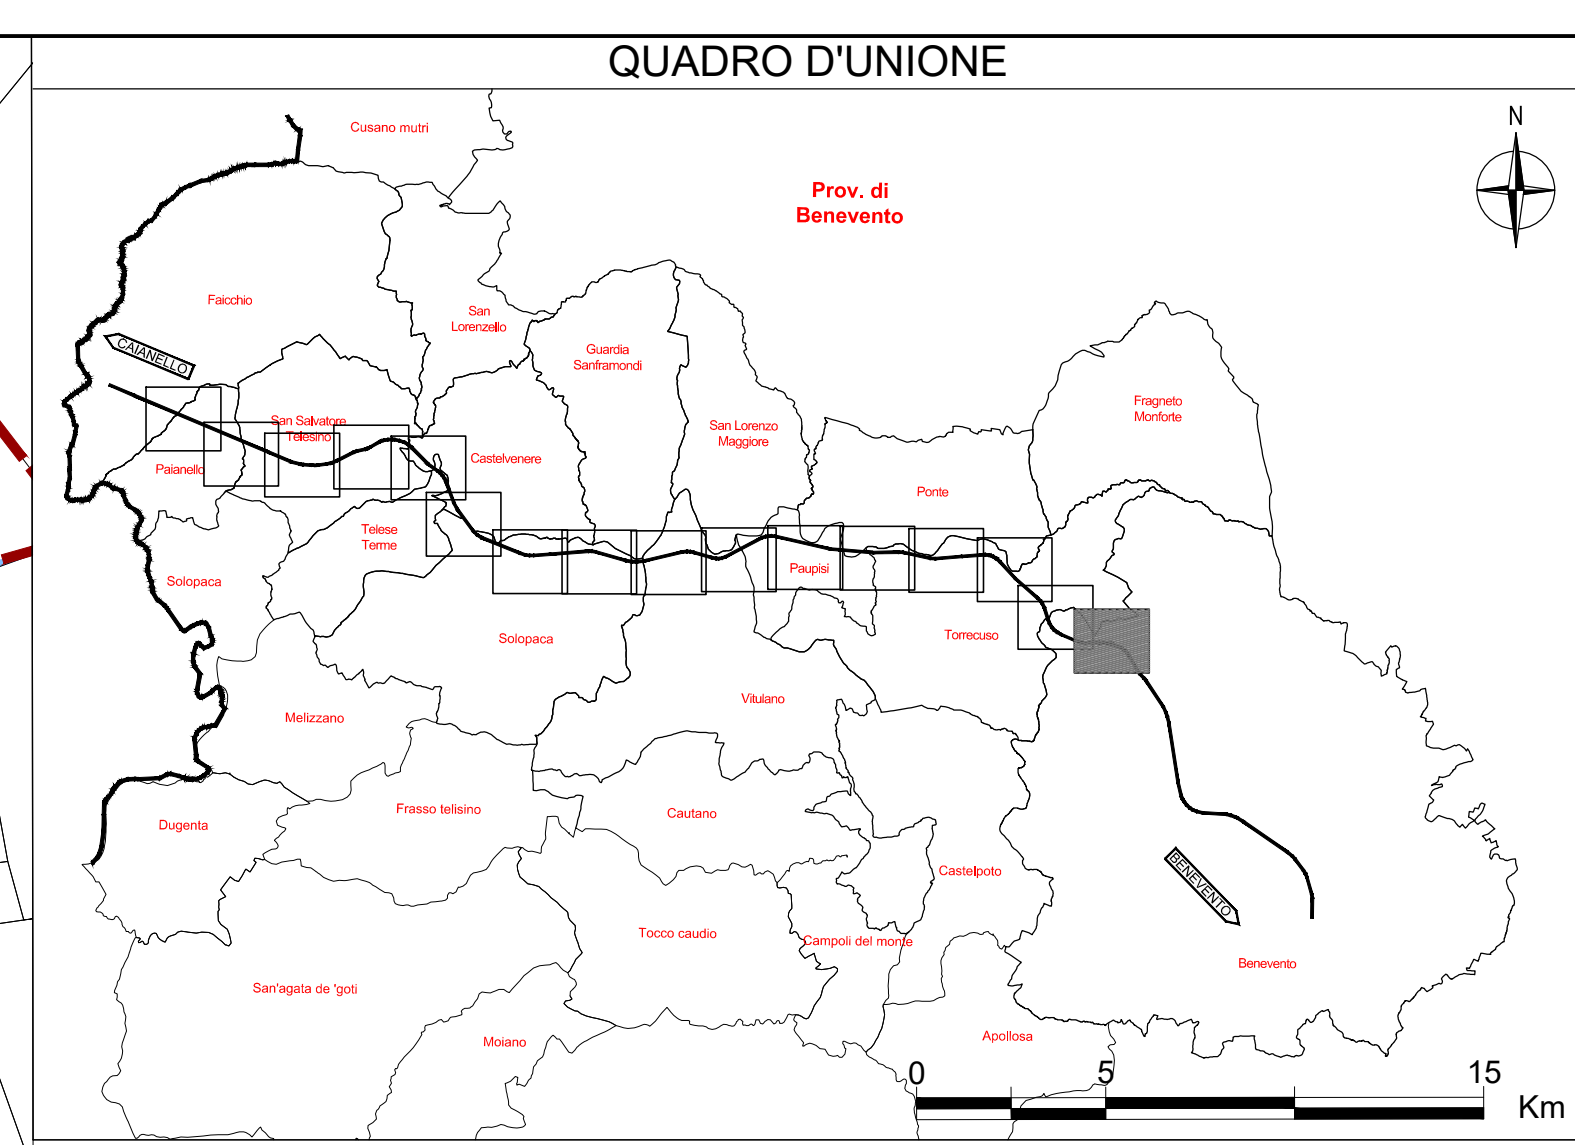 QUADRO D'UNIONE
Cusano mutri
N
Prov. di
Benevento
Faicchio
San
Lorenzello
CAIANELLO
Guardia
Sanframondi
Fragneto
Monforte
San Salvatore
Telesino
San Lorenzo
Maggiore
Castelvenere
Paianello
Ponte
Telese
Terme
Paupisi
Solopaca
Solopaca
Torrecuso
Vitulano
Melizzano
Frasso telisino
Cautano
Dugenta
BENEVENTO
Castelpoto
Tocco caudio
Campoli del monte
Benevento
San'agata de 'goti
Apollosa
Moiano
0 5 15
Km